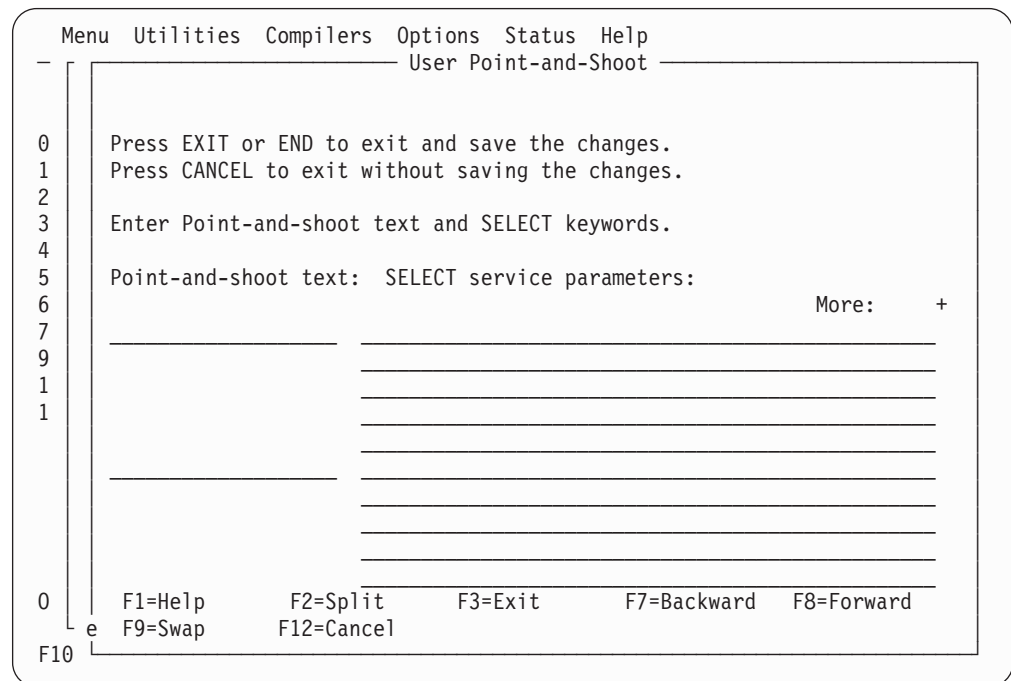 Menu  Utilities  Compilers  Options  Status  Help
User Point-and-Shoot
0  Press EXIT or END to exit and save the changes.
1  Press CANCEL to exit without saving the changes.
2
3  Enter Point-and-shoot text and SELECT keywords.
4
5  Point-and-shoot text:  SELECT service parameters:
6  More:     +
7
9
1
1
O  F1=Help  F2=Split  F3=Exit  F7=Backward  F8=Forward
e  F9=Swap  F12=Cancel
F10